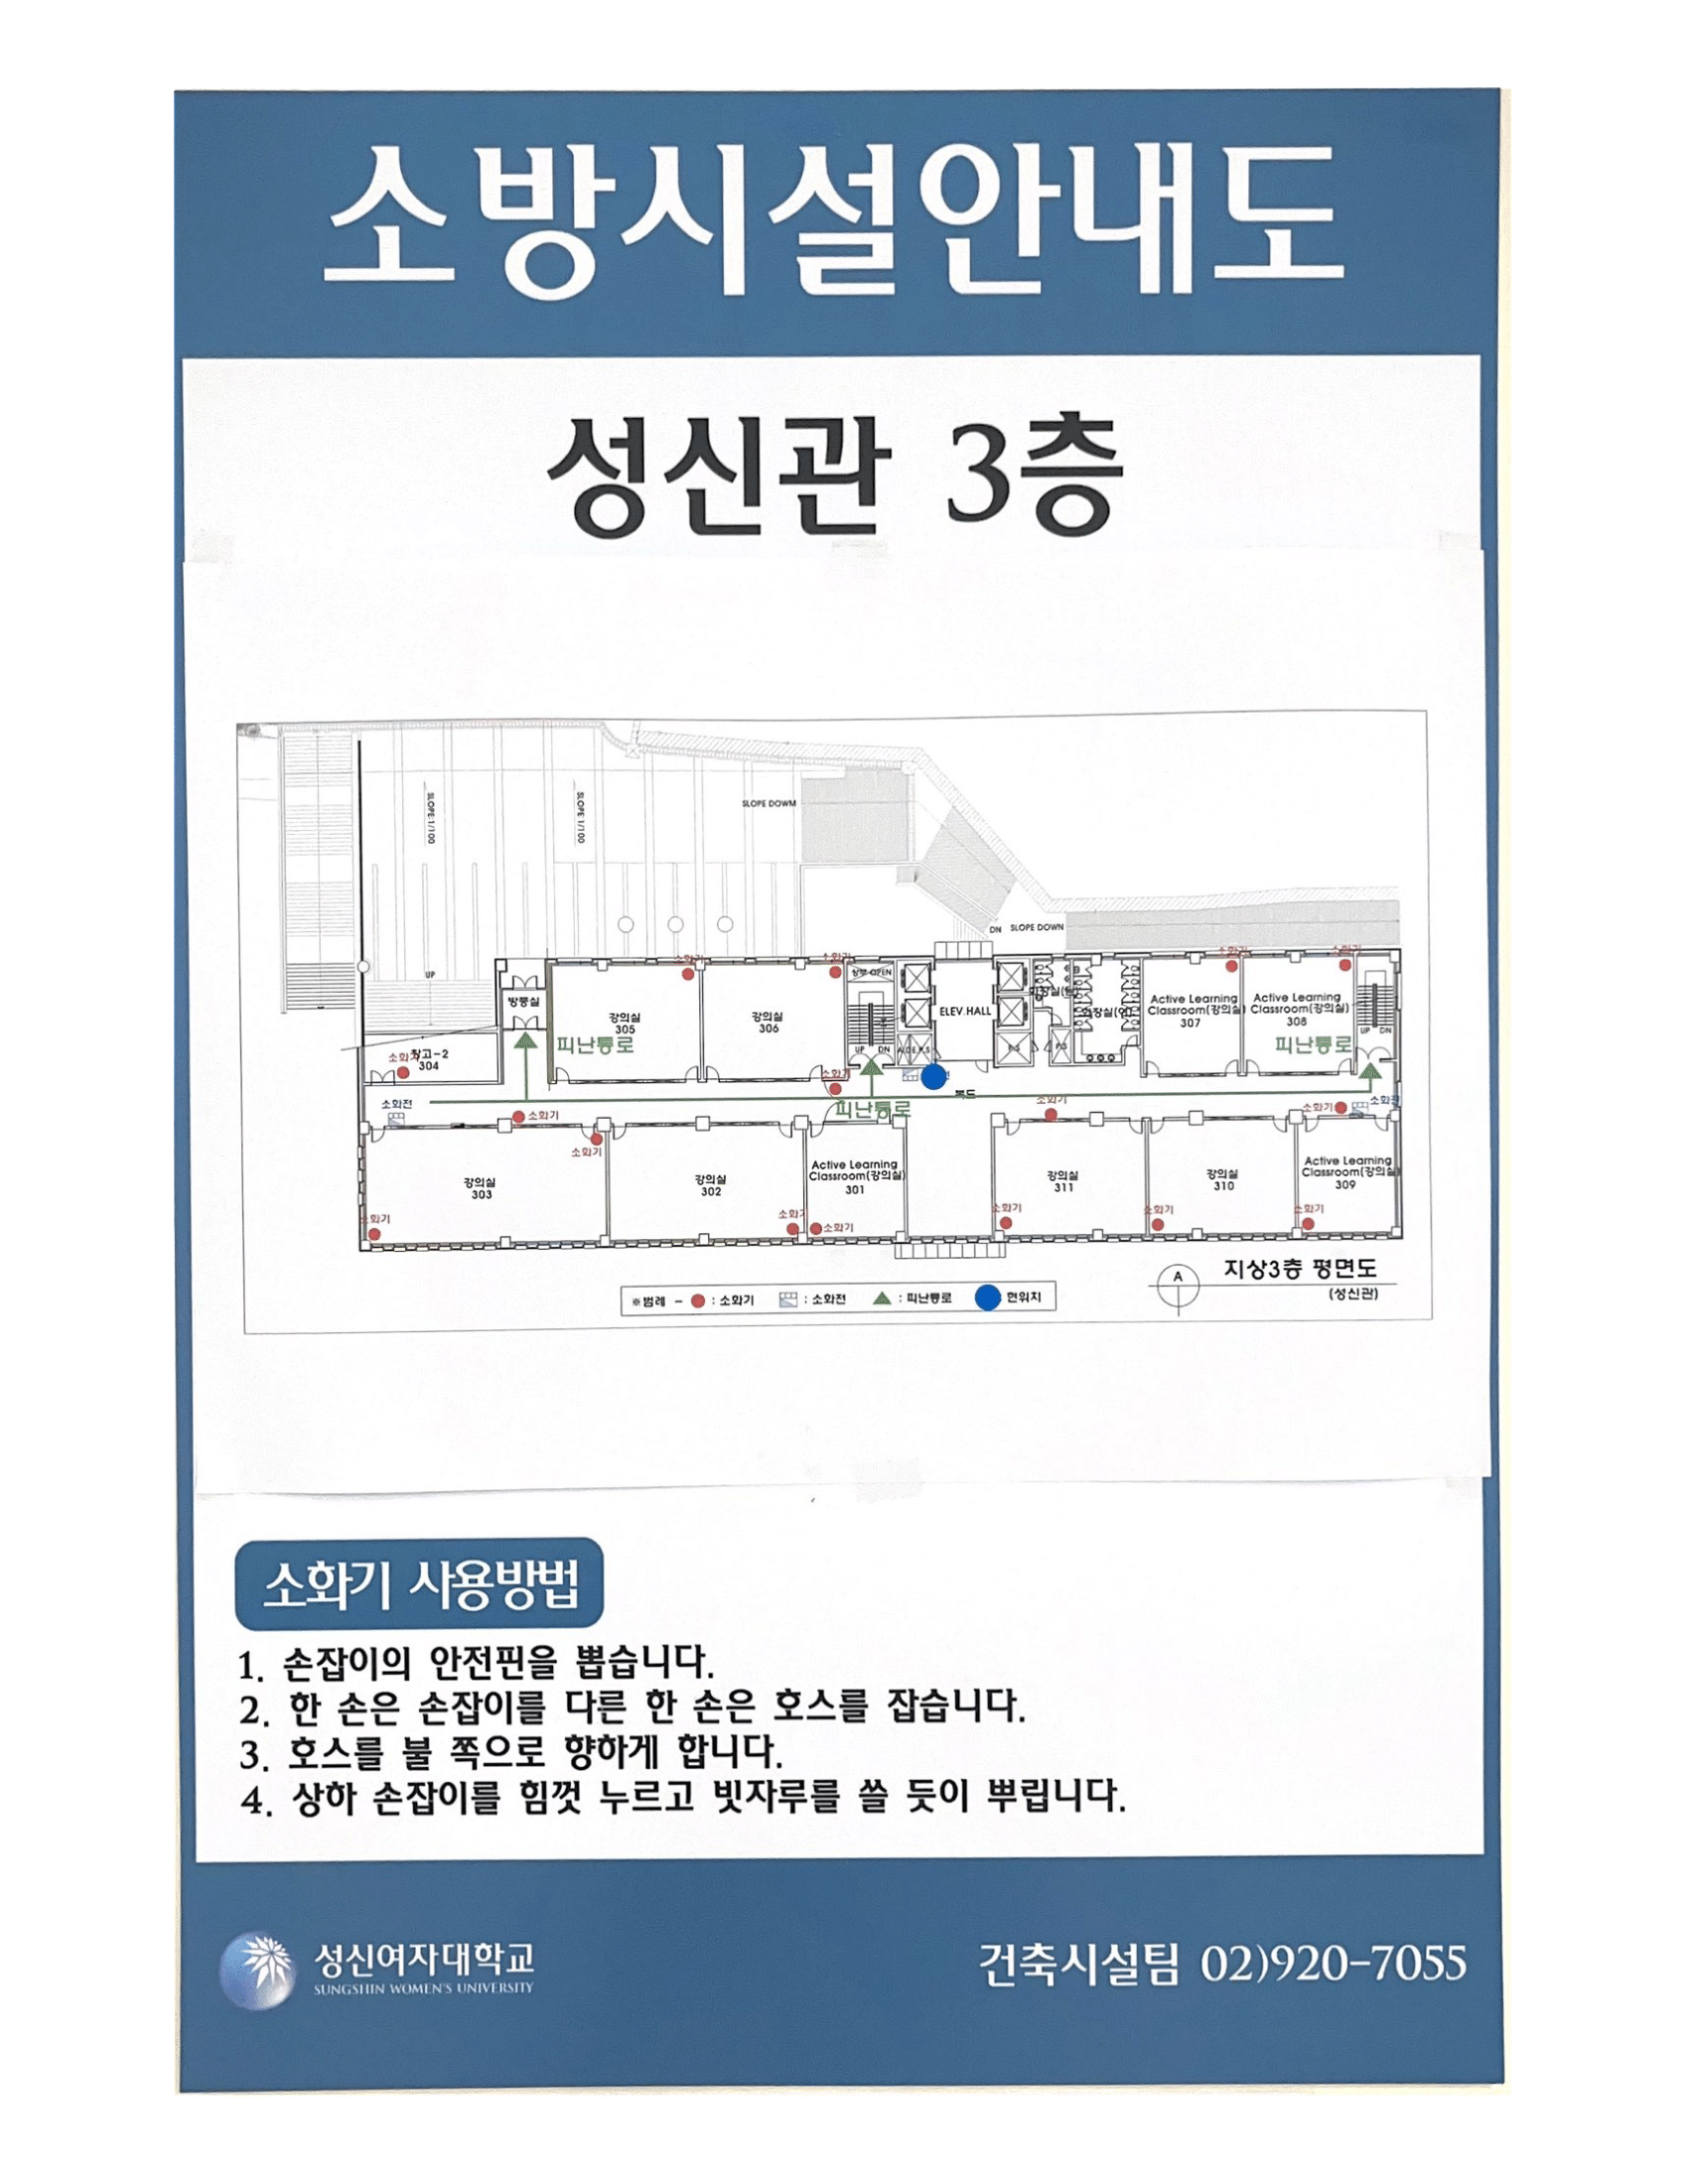 소방시설안내도
성신관 3층
SLOPE:1/100
SLOPE 1/100
SLOPE DOWM
DN SLOPE DOWN
UP
방풍실
강의실
305
강의실
306
소화기
소화기
UP DN
ELEV.HALL
Active Learning
Classroom(강의실)
307
Active Learning
Classroom(강의실)
308
소화기
소화기
UP DN
피난통로
피난통로
소화기
창고-2
304
소화기
소화전
소화기
피난통로
복도
소화기
소화기
소화전
소화기
강의실
303
소화기
강의실
302
소화기
Active Learning
Classroom(강의실)
301
소화기
강의실
311
소화기
강의실
310
소화기
Active Learning
Classroom(강의실)
309
소화기
※범례 - : 소화기 : 소화전 : 피난통로 현위치
A
지상3층 평면도
(성신관)
소화기 사용방법
1. 손잡이의 안전핀을 뽑습니다.
2. 한 손은 손잡이를 다른 한 손은 호스를 잡습니다.
3. 호스를 불 쪽으로 향하게 합니다.
4. 상하 손잡이를 힘껏 누르고 빗자루를 쓸 듯이 뿌립니다.
성신여자대학교
SUNGSHIN WOMEN'S UNIVERSITY
건축시설팀 02)920-7055